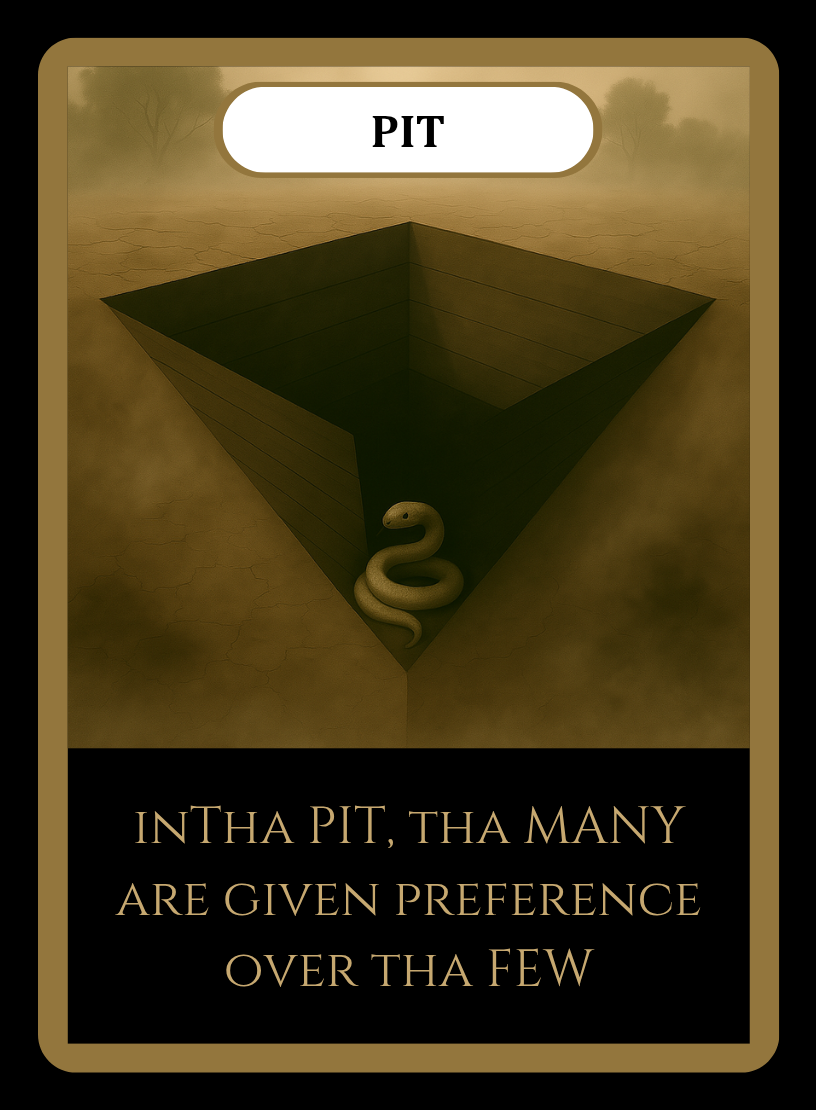 PIT
inTha PIT, tha MANY
are given preference
over tha FEW